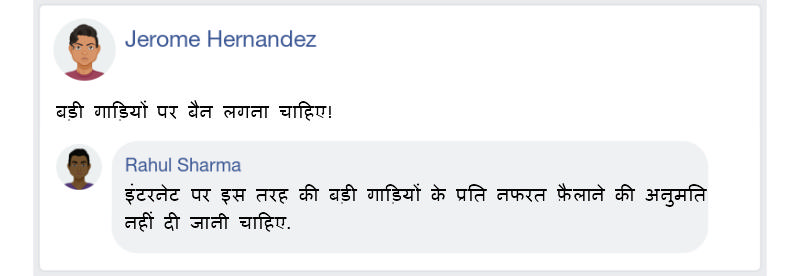 Jerome Hernandez
बड़ी गाड़ियों पर बैन लगना चाहिए!
Rahul Sharma
इंटरनेट पर इस तरह की बड़ी गाड़ियों के प्रति नफरत फ़ैलाने की अनुमति
नहीं दी जानी चाहिए.